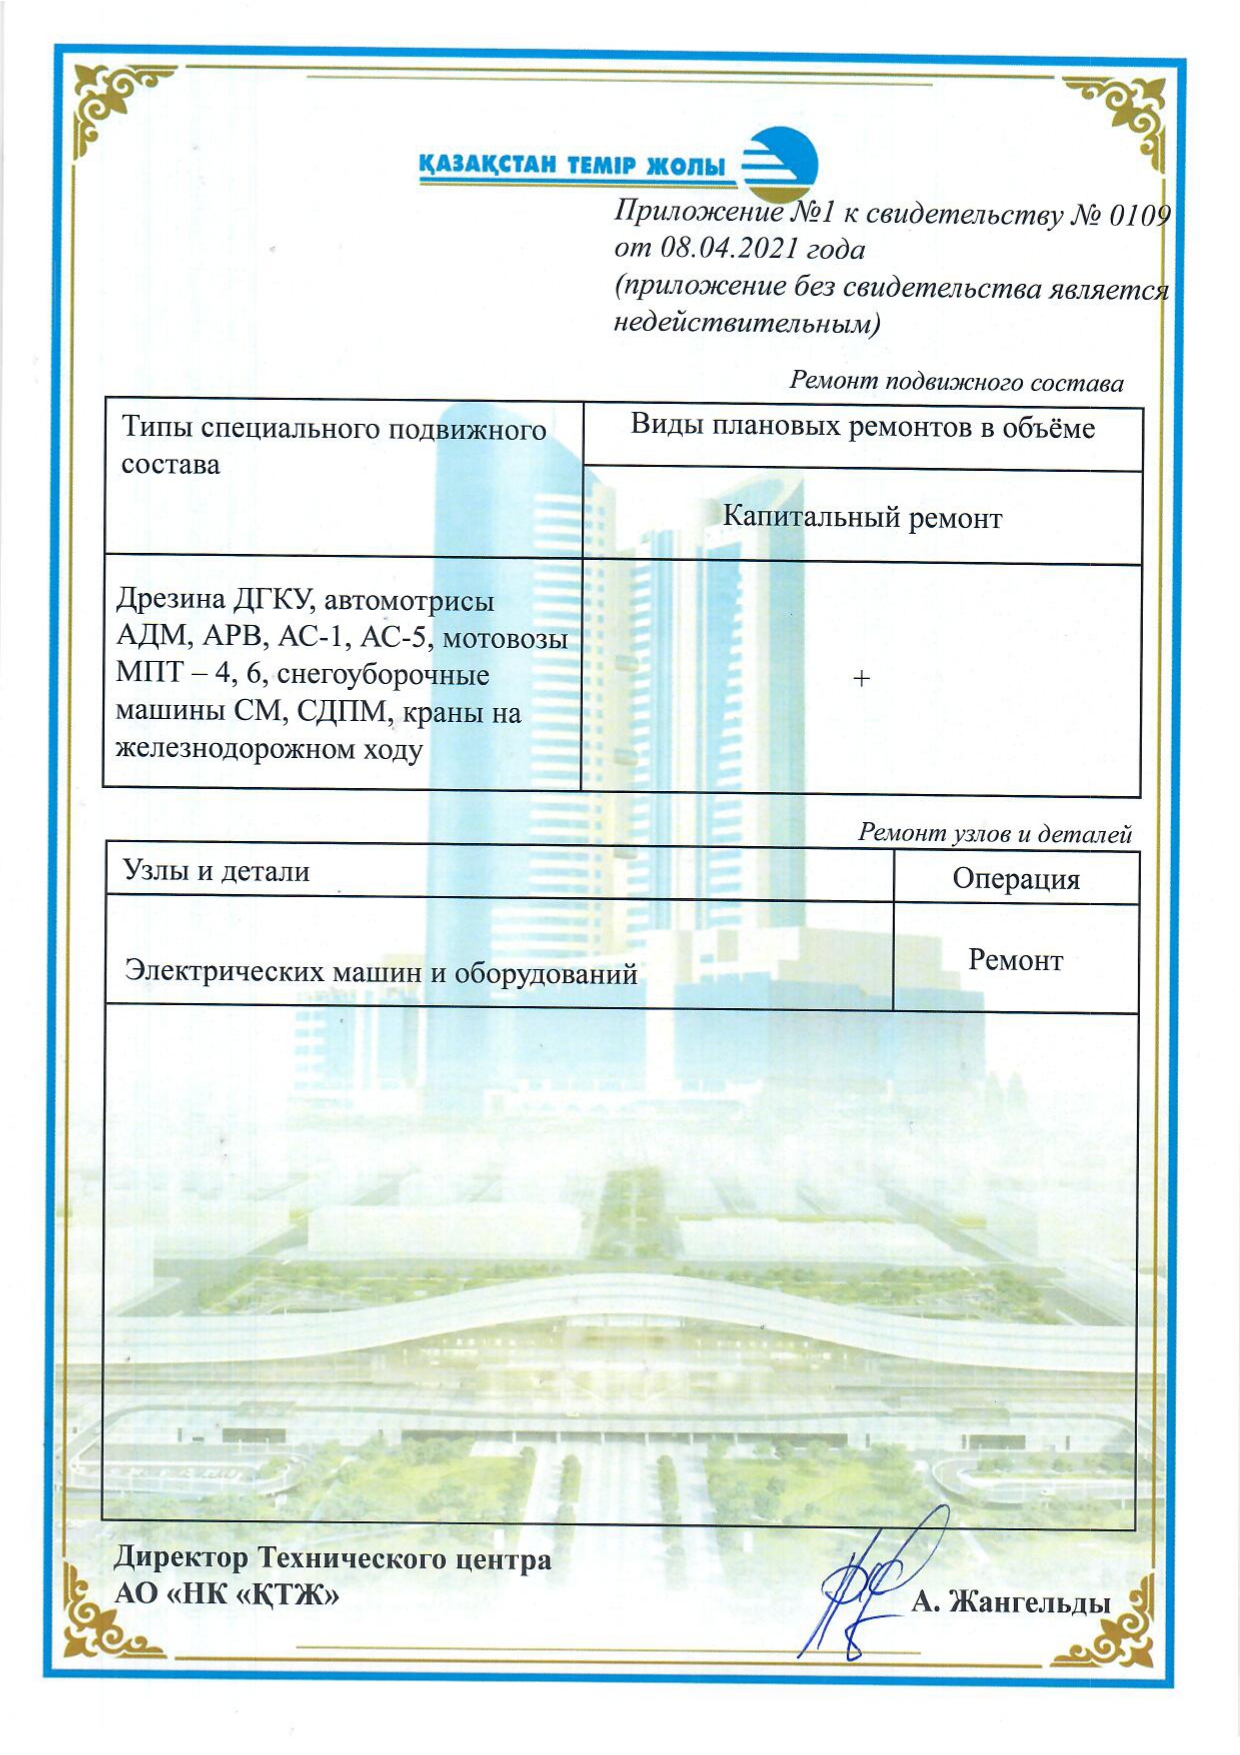 ҚАЗАҚСТАН ТЕМІР ЖОЛЫ
Приложение №1 к свидетельству № 0109
от 08.04.2021 года
(приложение без свидетельства является
недействительным)
Ремонт подвижного состава
Типы специального подвижного
состава
Виды плановых ремонтов в объёме
Капитальный ремонт
Дрезина ДГКУ, автомотрисы
АДМ, АРВ, АС-1, АС-5, мотовозы
МПТ – 4, 6, снегоуборочные
машины СМ, СДПМ, краны на
железнодорожном ходу
+
Ремонт узлов и деталей
Узлы и детали
Операция
Электрических машин и оборудований
Ремонт
Директор Технического центра
АО «НК «ҚТЖ»
А. Жангельды